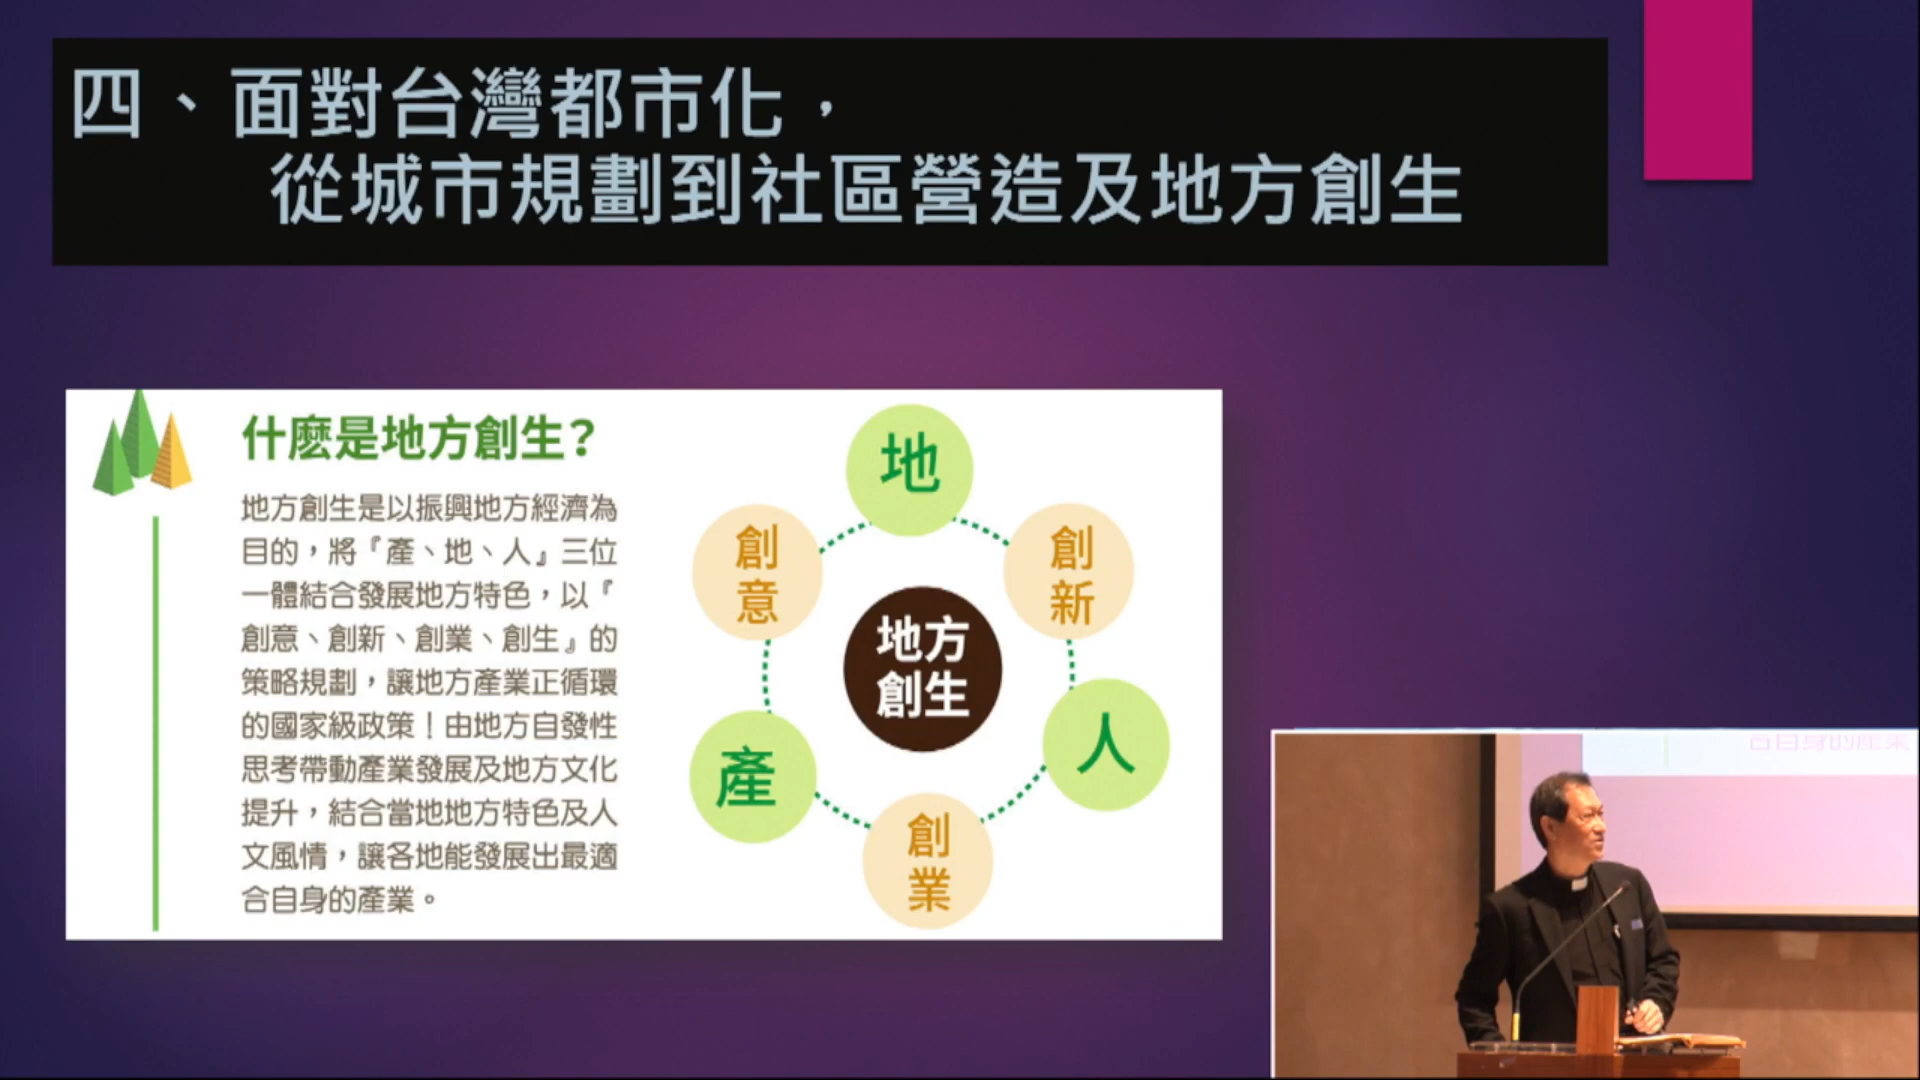 四、面對台灣都市化，
從城市規劃到社區營造及地方創生
什麼是地方創生?
地方創生是以振興地方經濟為
目的，將『產、地、人』三位
一體結合發展地方特色，以『
創意、創新、創業、創生』的
策略規劃，讓地方產業正循環
的國家級政策！由地方自發性
思考帶動產業發展及地方文化
提升，結合當地地方特色及人
文風情，讓各地能發展出最適
合自身的產業。
地
創
意
創
新
地方
創生
產
人
創
業
合自身的產業